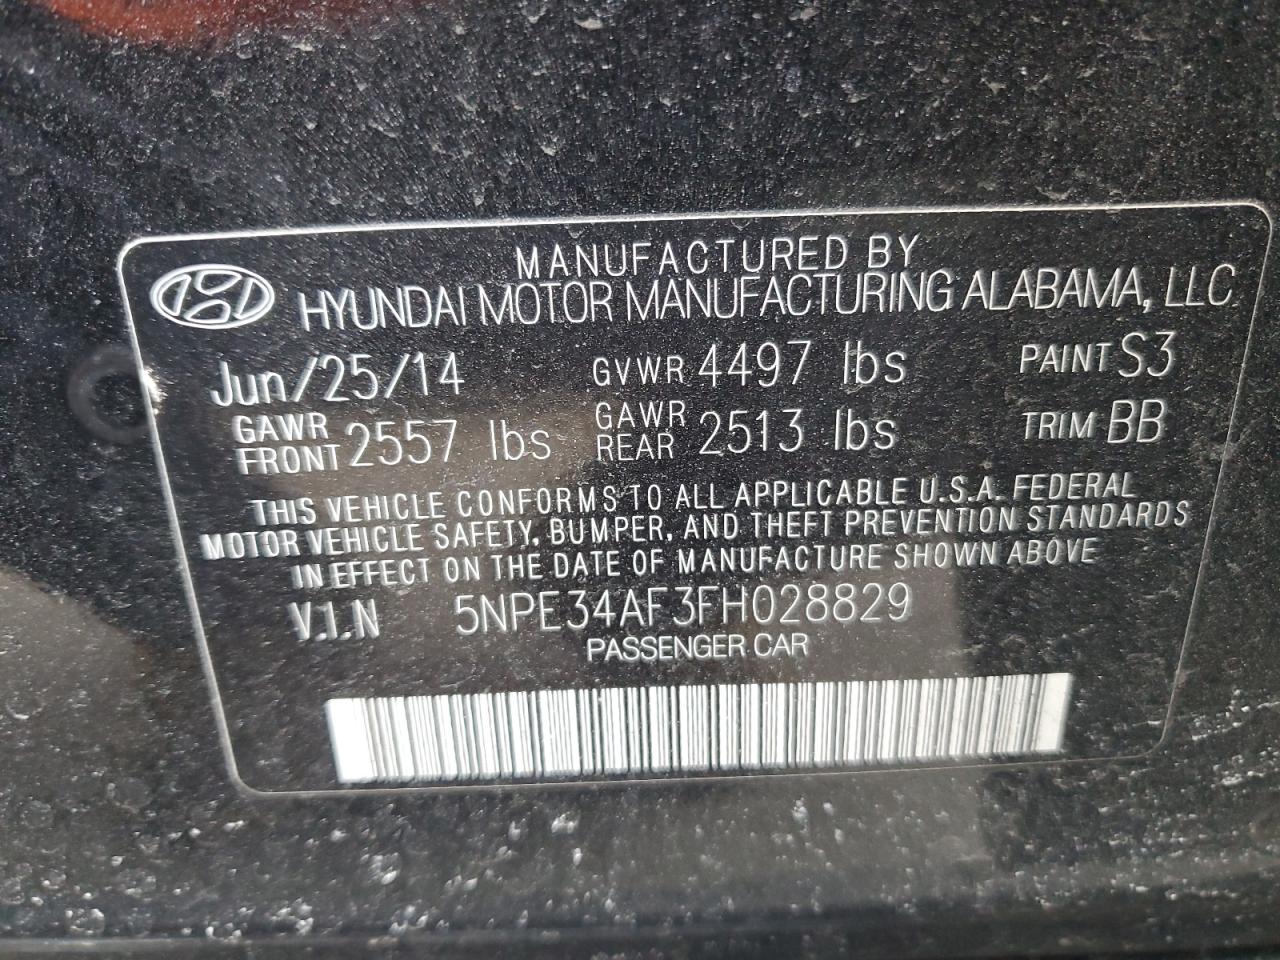 MANUFACTURED BY
HYUNDAI MOTOR MANUFACTURING ALABAMA, LLC
Jun/25/14 GVWR 4497 lbs PAINT S3
GAWR FRONT 2557 lbs GAWR REAR 2513 lbs TRIM BB
THIS VEHICLE CONFORMS TO ALL APPLICABLE U.S.A. FEDERAL
MOTOR VEHICLE SAFETY, BUMPER, AND THEFT PREVENTION STANDARDS
IN EFFECT ON THE DATE OF MANUFACTURE SHOWN ABOVE
V.I.N 5NPE34AF3FH028829
PASSENGER CAR